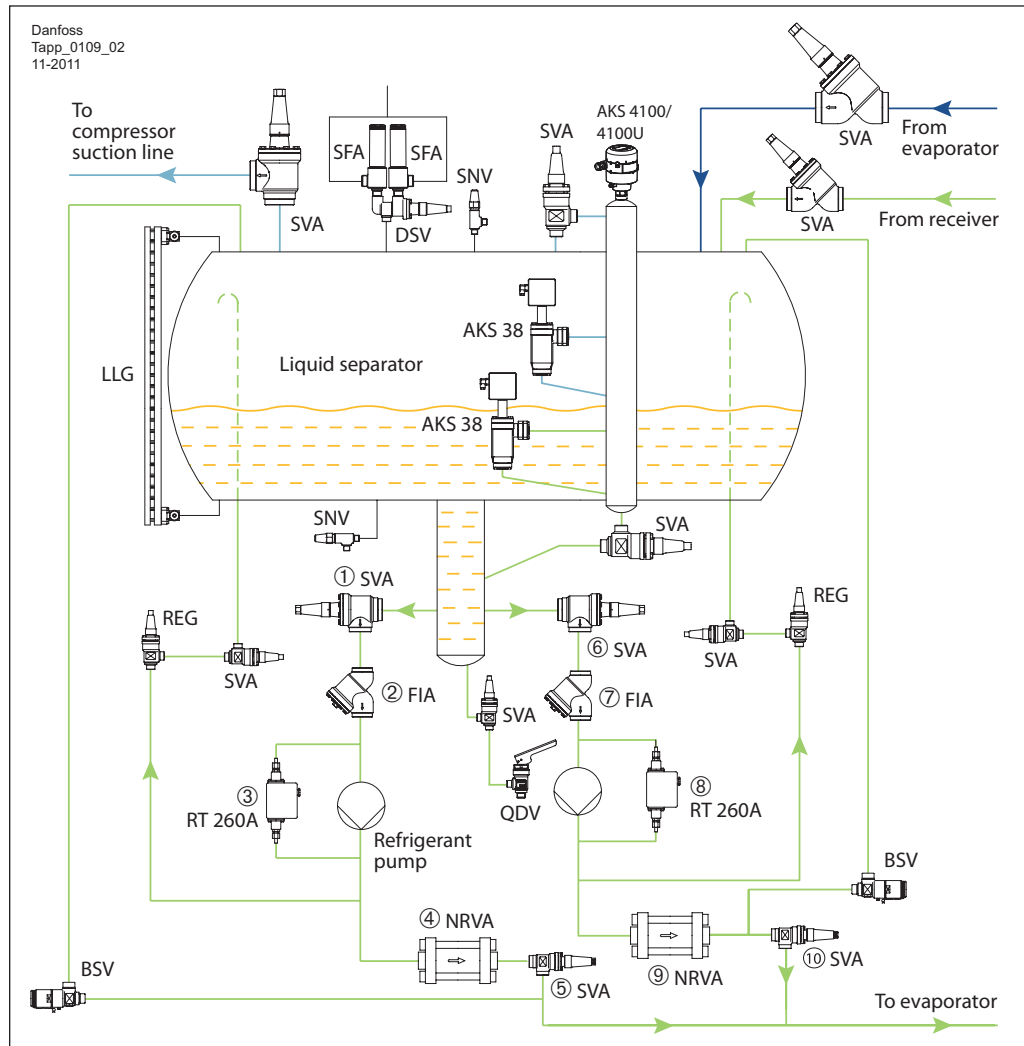 Danfoss
Tapp_0109_02
11-2011
To
compressor
suction line
SVA
SFA
SFA
DSV
SNV
SVA
AKS 4100/
4100U
SVA
From
evaporator
SVA
From receiver
LLG
Liquid separator
AKS 38
AKS 38
SNV
SVA
① SVA
⑥ SVA
REG
SVA
② FIA
SVA
⑦ FIA
SVA
REG
③
RT 260A
Refrigerant
pump
QDV
⑧
RT 260A
BSV
④ NRVA
⑤ SVA
⑨ NRVA
⑩ SVA
BSV
To evaporator